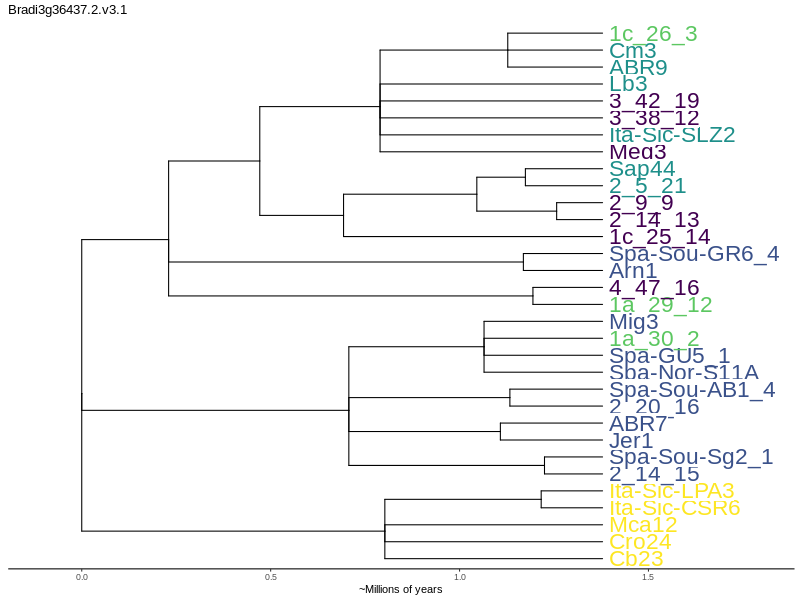 Bradi3g36437.2.v3.1
1c_26_3
Cm3
ABR9
Lb3
3_42_19
3_38_12
Ita-Sic-SLZ2
Meg3
Sap44
2_5_21
2_9_9
2_14_13
1c_25_14
Spa-Sou-GR6_4
Arn1
4_47_16
1a_29_12
Mig3
1a_30_2
Spa-GU5_1
Spa-Nor-S11A
Spa-Sou-AB1_4
2_20_16
ABR7
Jer1
Spa-Sou-Sg2_1
2_14_15
Ita-Sic-LPA3
Ita-Sic-CSR6
Mca12
Cro24
Cb23
0.0 0.5 1.0 1.5
~Millions of years